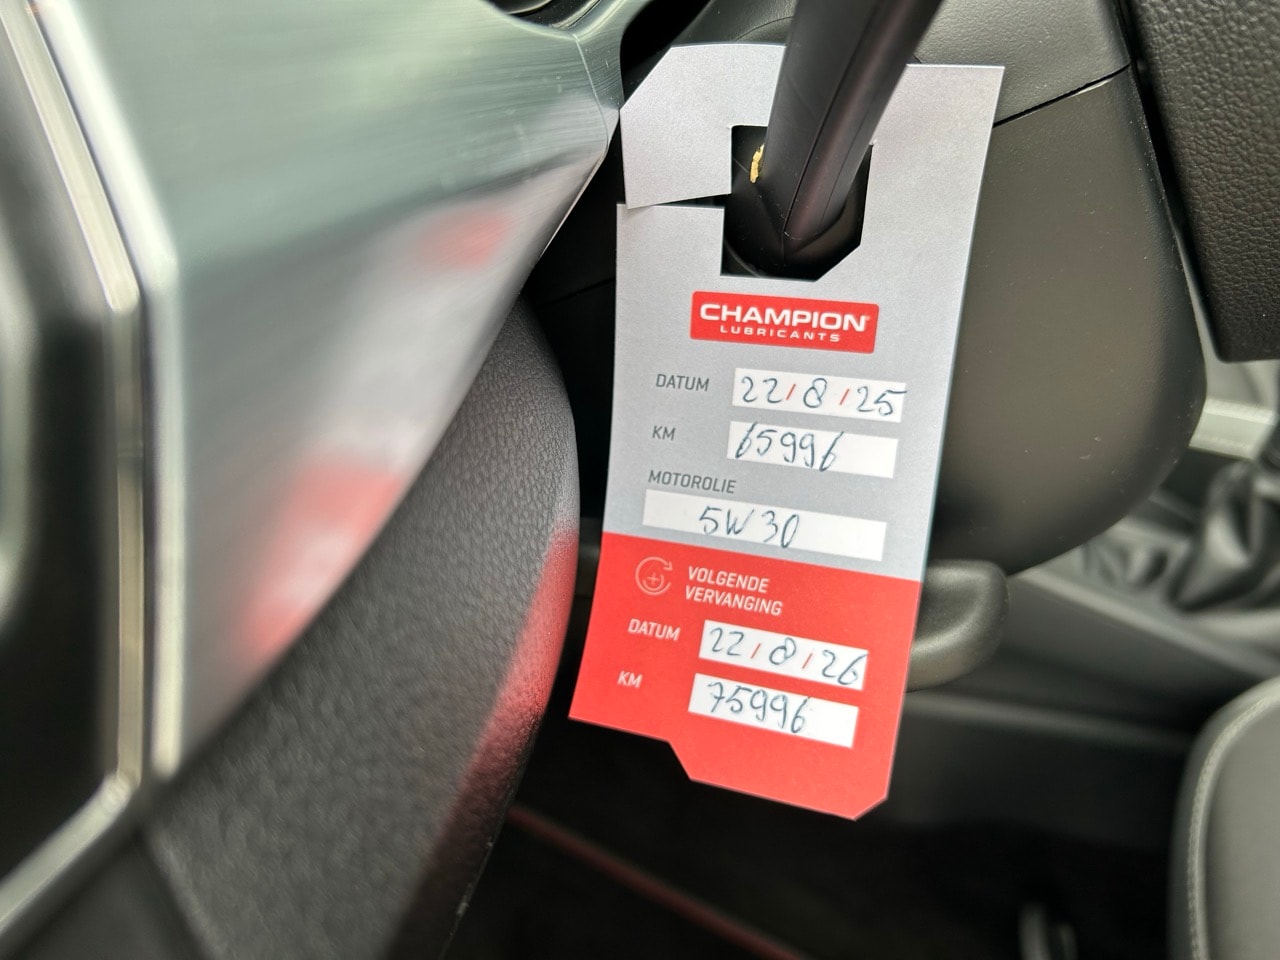 CHAMPION
LUBRICANTS
DATUM 22/8/25
KM 65996
MOTOROLIE
5W30
VOLGENDE
VERVANGING
DATUM 22/8/26
KM 75996